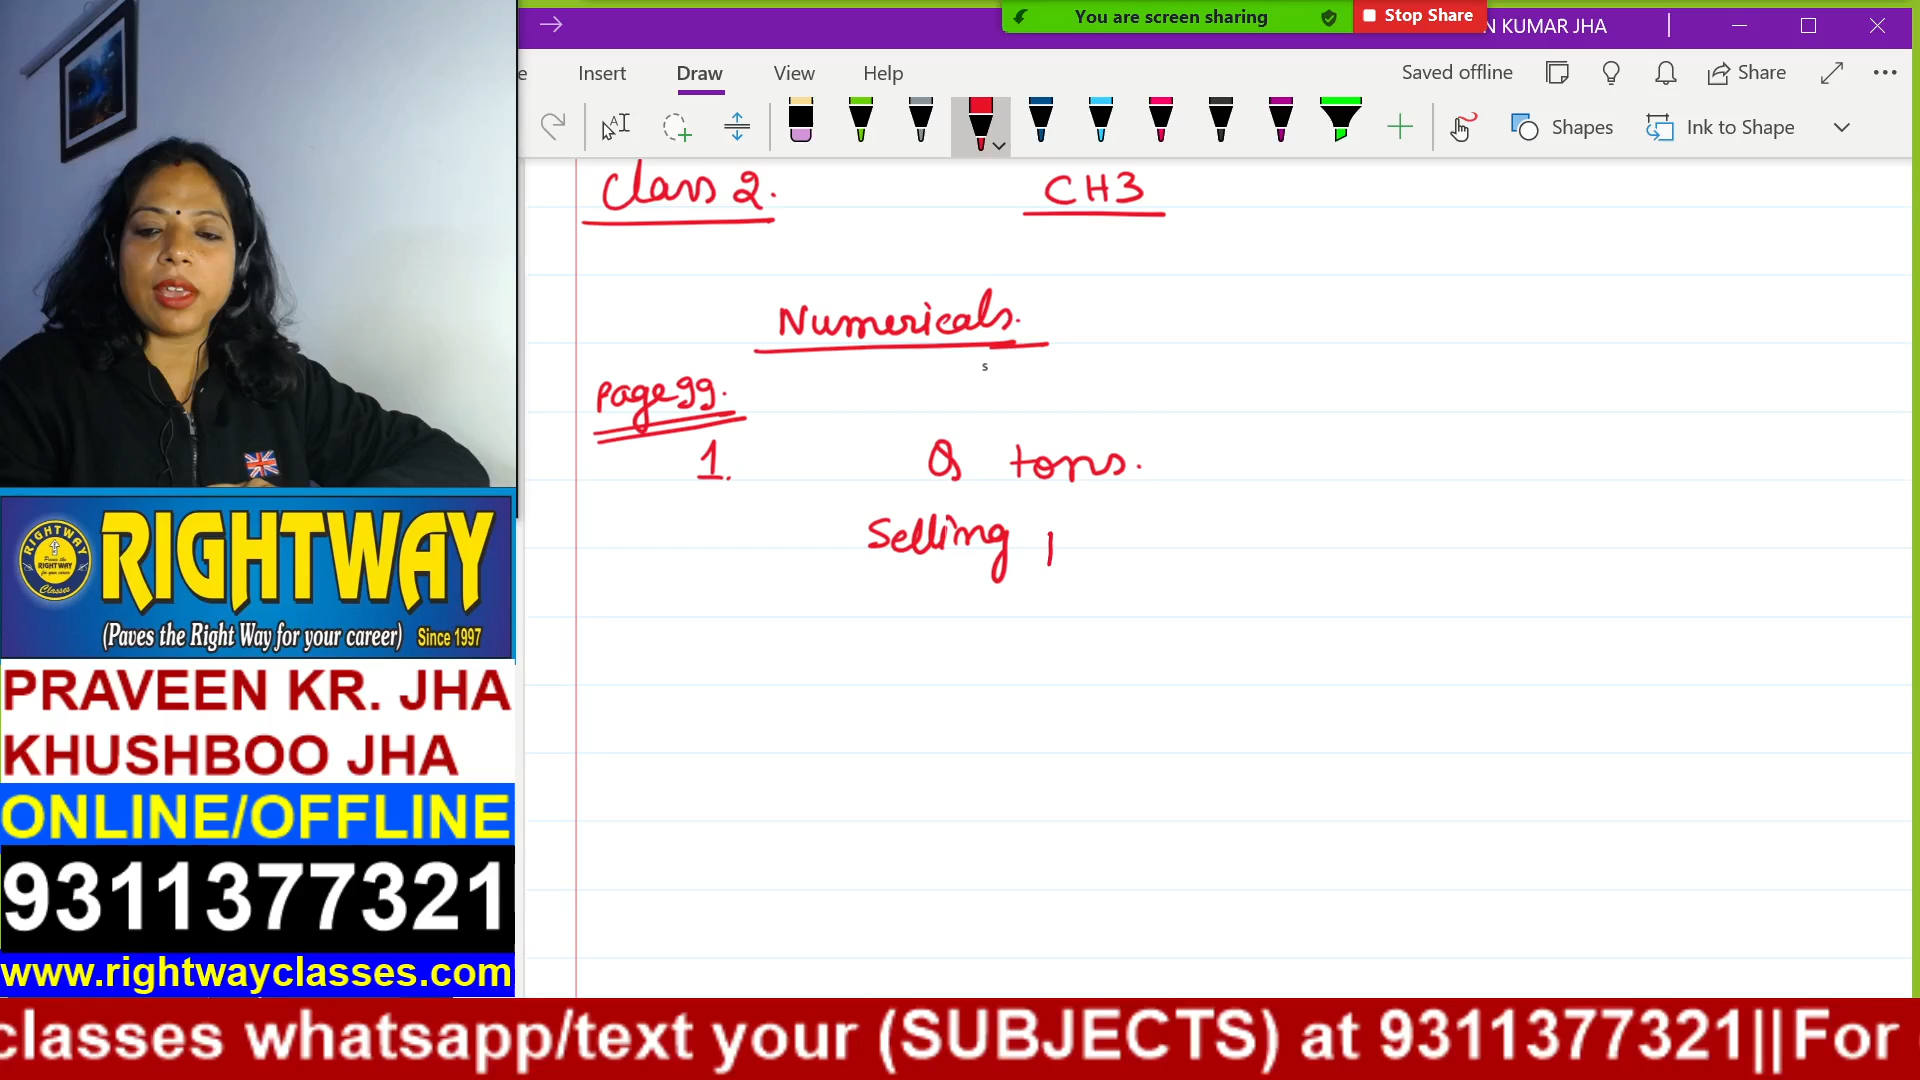 You are screen sharing
Stop Share
N KUMAR JHA
Insert Draw View Help
Saved offline
Share
Shapes
Ink to Shape
Class 2. CH3
Numericals.
s
Page 99.
1. Q tons.
Selling
RIGHTWAY
RIGHTWAY
Classes
(Paves the Right Way for your career) Since 1997
PRAVEEN KR. JHA
KHUSHBOO JHA
ONLINE/OFFLINE
9311377321
www.rightwayclasses.com
classes whatsapp/text your (SUBJECTS) at 9311377321||For